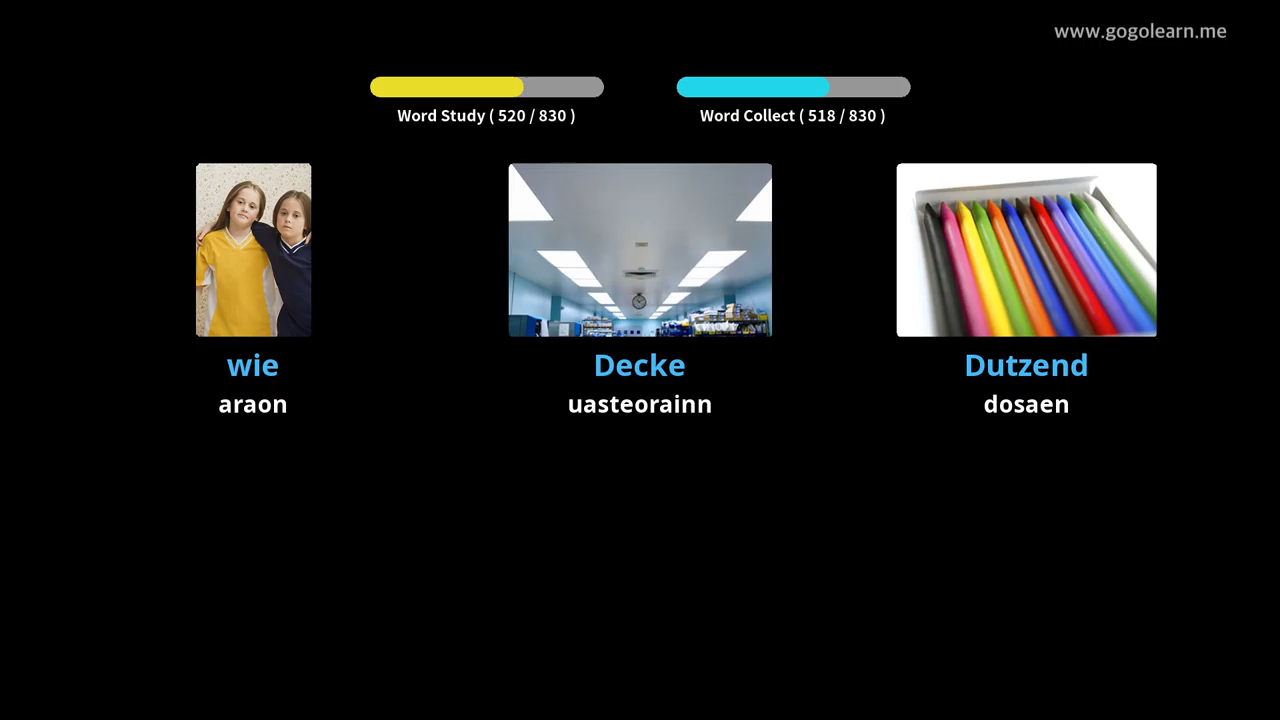 www.gogolearn.me
Word Study ( 520 / 830 )
Word Collect ( 518 / 830 )
wie
araon
Decke
uasteorainn
Dutzend
dosaen